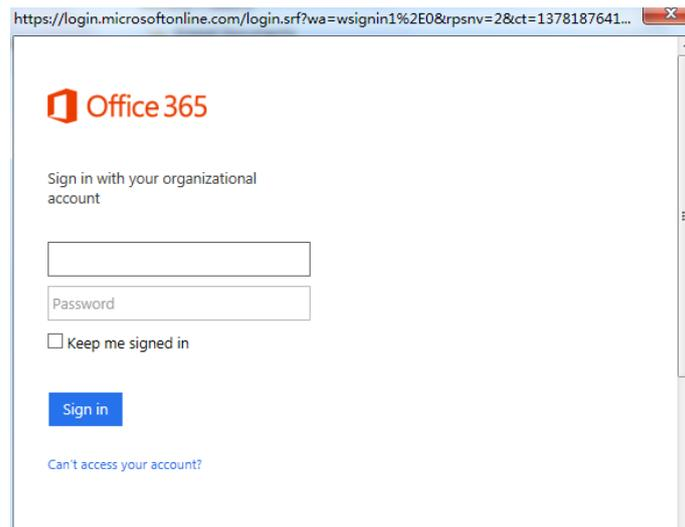 https://login.microsoftonline.com/login.srf?wa=wsignin1%2E0&rpsnv=2&ct=1378187641...
Office 365
Sign in with your organizational
account
Password
Keep me signed in
Sign in
Can't access your account?